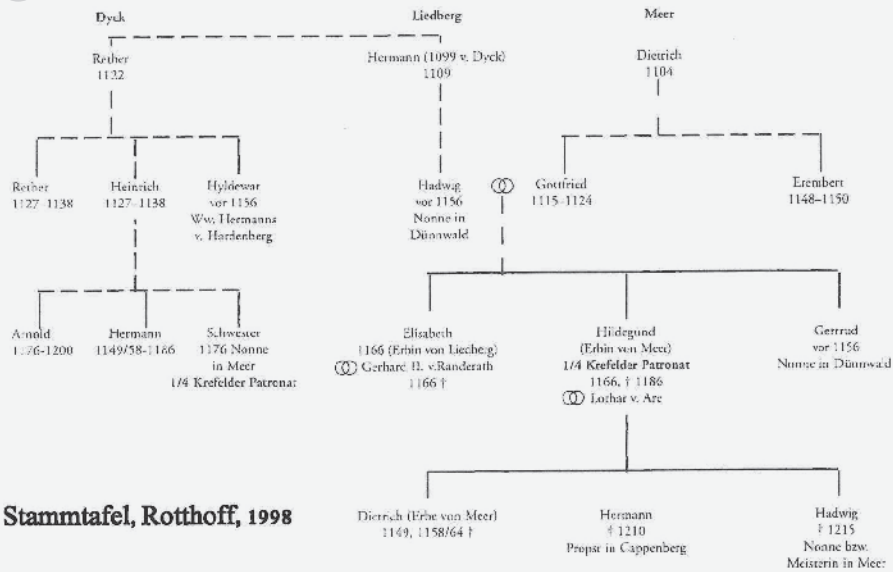 Dyck Liedberg Meer
Rether Hermann (1099 v. Dyck) Dietrich
1132 1109 1104
Rether Heinrich Hyldewar Hadwig Gottfried Erembert
1127-1138 1127-1138 vor 1156 vor 1156 1115-1124 1148-1150
Ww. Hermanns Nonne in
v. Hardenberg Dünnwald
Arnold Hermann Schwester Elisabeth Hildegund Gertrud
1176-1200 1149/58-1186 1176 Nonne 1166 (Erbin von Liedberg) (Erbin von Meer) vor 1156
in Meer Gerhard II. v.Randerath 1/4 Krefelder Patronat Nonne in Dünnwald
1/4 Krefelder Patronat 1166 † 1166, † 1186
Lothar v. Are
Stammtafel, Rotthoff, 1998
Dietrich (Erbe von Meer) Hermann Hadwig
1149, 1158/64 † † 1210 † 1215
Propst in Cappenberg Nonne bzw.
Meisterin in Meer